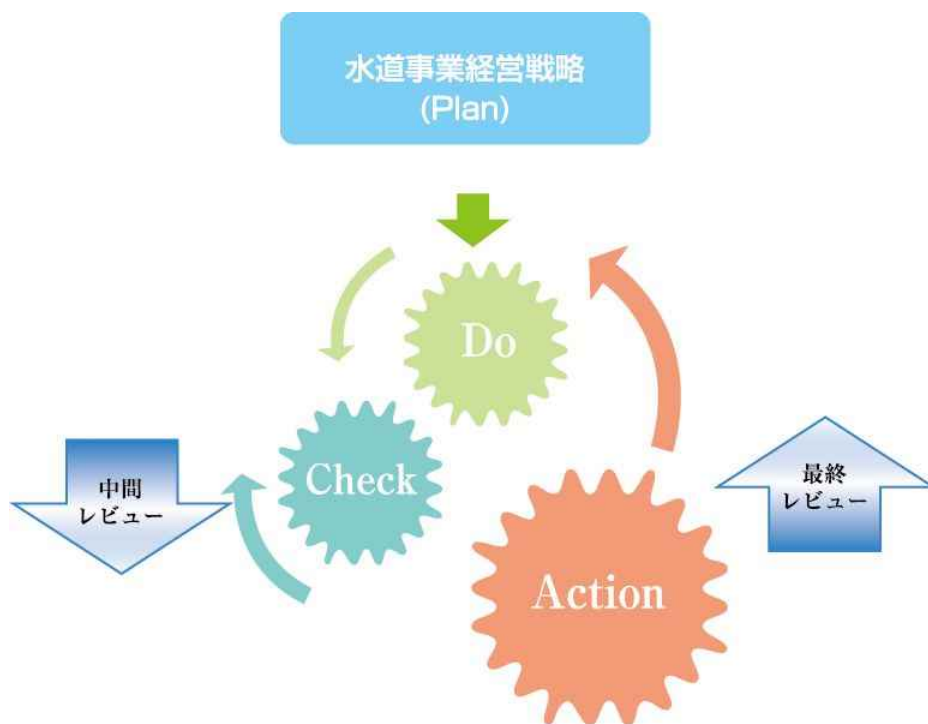 水道事業経営戦略
(Plan)
Do
Check
中間
レビュー
最終
レビュー
Action